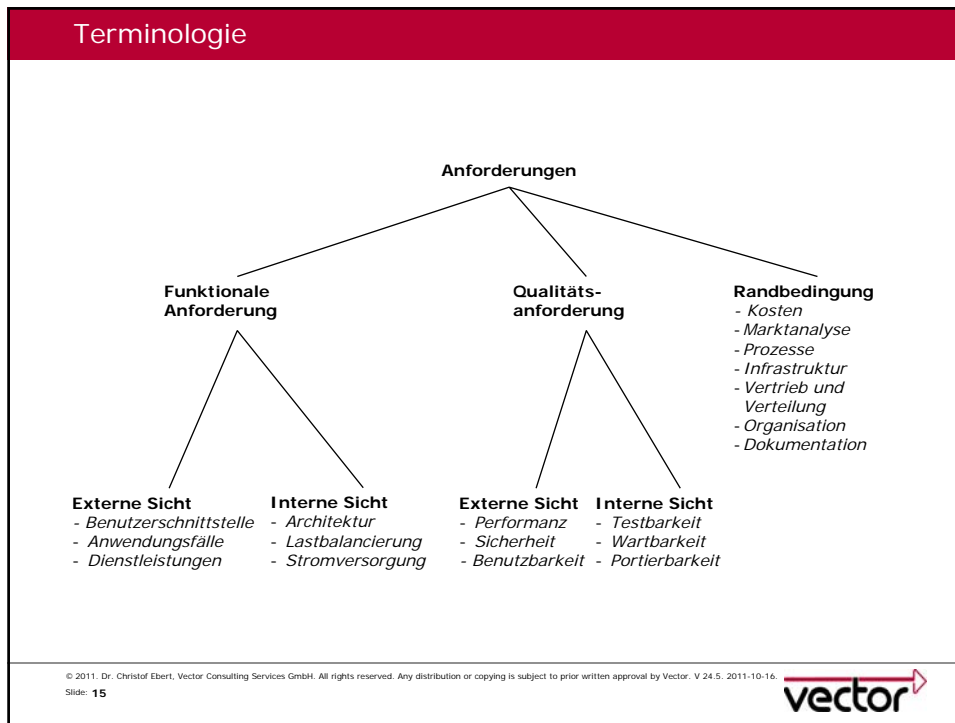 Terminologie
Anforderungen
Funktionale
Anforderung
Qualitäts-
anforderung
Randbedingung
- Kosten
- Marktanalyse
- Prozesse
- Infrastruktur
- Vertrieb und
Verteilung
- Organisation
- Dokumentation
Externe Sicht
- Benutzerschnittstelle
- Anwendungsfälle
- Dienstleistungen
Interne Sicht
- Architektur
- Lastbalancierung
- Stromversorgung
Externe Sicht
- Performanz
- Sicherheit
- Benutzbarkeit
Interne Sicht
- Testbarkeit
- Wartbarkeit
- Portierbarkeit
© 2011. Dr. Christof Ebert, Vector Consulting Services GmbH. All rights reserved. Any distribution or copying is subject to prior written approval by Vector. V 24.5. 2011-10-16.
Slide: 15
vector